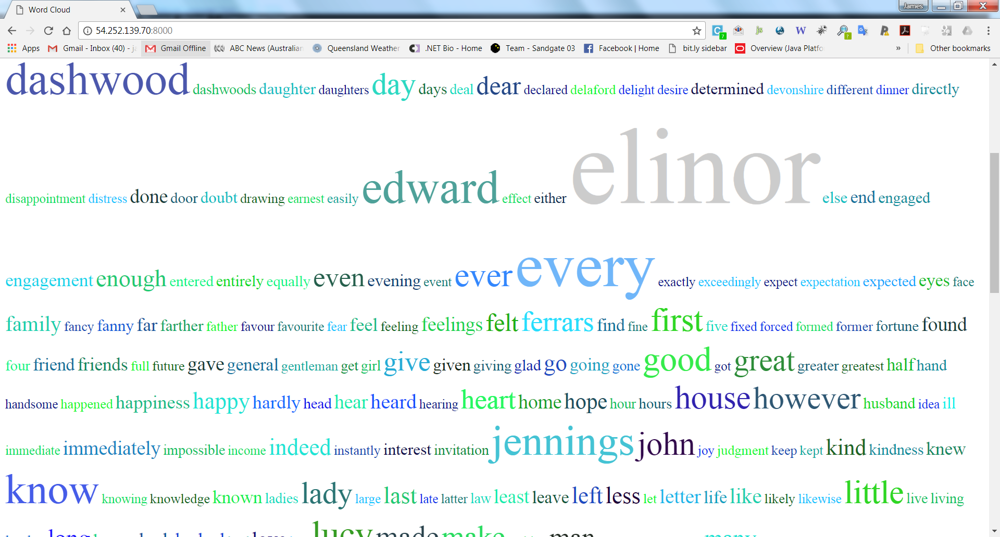 Word Cloud
James
54.252.139.70:8000
Apps Gmail - Inbox (40) - ja Gmail Offline ABC News (Australian Queensland Weather .NET Bio - Home Team - Sandgate 03 Facebook | Home bit.ly sidebar Overview (Java Platfo » Other bookmarks
dashwood dashwoods daughter daughters day days deal dear declared delaford delight desire determined devonshire different dinner directly
disappointment distress done door doubt drawing earnest easily edward effect either elinor else end engaged
engagement enough entered entirely equally even evening event ever every exactly exceedingly expect expectation expected eyes face
family fancy fanny far farther father favour favourite fear feel feeling feelings felt ferrars find fine first five fixed forced formed former fortune found
four friend friends full future gave general gentleman get girl give given giving glad go going gone good got great greater greatest half hand
handsome happened happiness happy hardly head hear heard hearing heart home hope hour hours house however husband idea ill
immediate immediately impossible income indeed instantly interest invitation jennings john joy judgment keep kept kind kindness knew
know knowing knowledge known ladies lady large last late latter law least leave left less let letter life like likely likewise little live living
long lucy made make man many